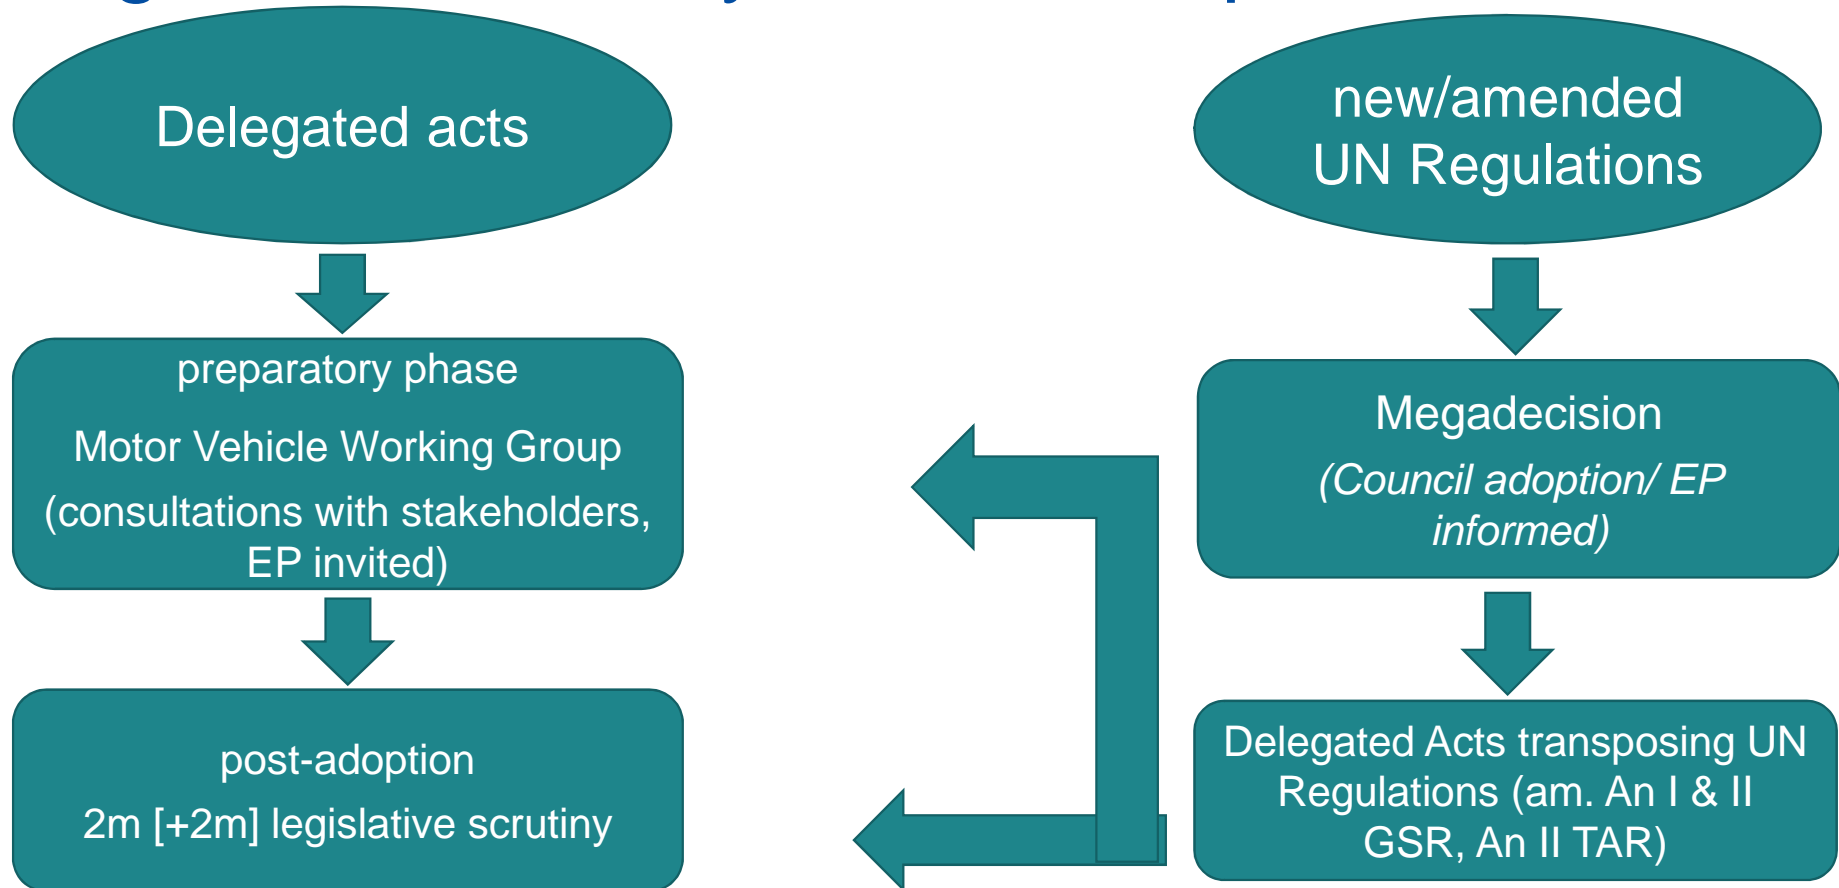 Delegated acts
preparatory phase
Motor Vehicle Working Group
(consultations with stakeholders,
EP invited)
post-adoption
2m [+2m] legislative scrutiny
new/amended
UN Regulations
Megadecision
(Council adoption/ EP
informed)
Delegated Acts transposing UN
Regulations (am. An I & II
GSR, An II TAR)